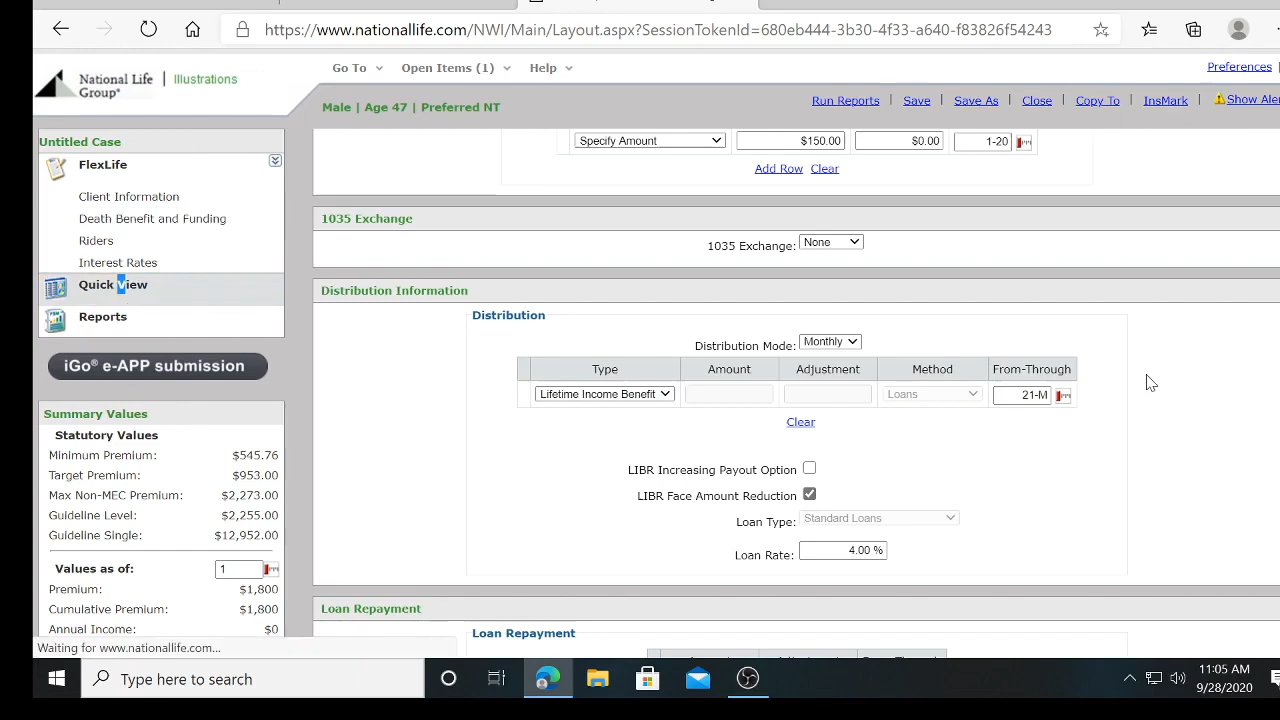 https://www.nationallife.com/NWI/Main/Layout.aspx?SessionTokenId=680eb444-3b30-4f33-a640-f83826f54243
National Life Group® | Illustrations
Go To Open Items (1) Help
Preferences
Male | Age 47 | Preferred NT
Run Reports | Save | Save As | Close | Copy To | InsMark | Show Aler
Untitled Case
FlexLife
Client Information
Death Benefit and Funding
Riders
Interest Rates
Quick View
Reports
iGo® e-APP submission
Summary Values
Statutory Values
Minimum Premium: $545.76
Target Premium: $953.00
Max Non-MEC Premium: $2,273.00
Guideline Level: $2,255.00
Guideline Single: $12,952.00
Values as of: 1
Premium: $1,800
Cumulative Premium: $1,800
Annual Income: $0
Waiting for www.nationallife.com...
Specify Amount $150.00 $0.00 1-20
Add Row Clear
1035 Exchange
1035 Exchange: None
Distribution Information
Distribution
Distribution Mode: Monthly
Type Amount Adjustment Method From-Through
Lifetime Income Benefit Loans 21-M
Clear
LIBR Increasing Payout Option
LIBR Face Amount Reduction
Loan Type: Standard Loans
Loan Rate: 4.00 %
Loan Repayment
Loan Repayment
Type here to search
11:05 AM
9/28/2020